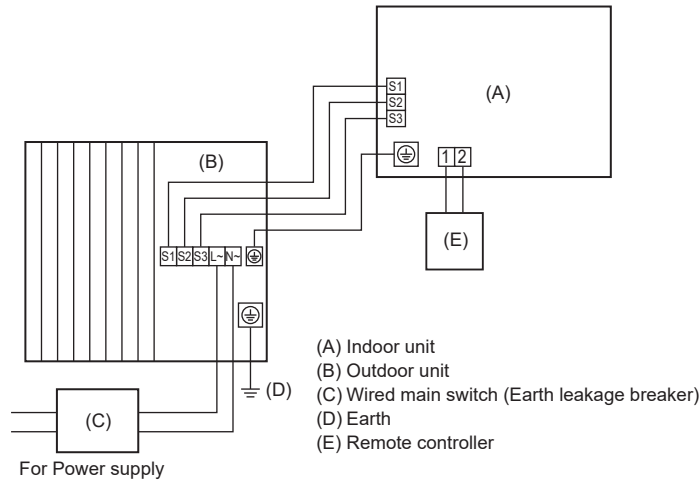 S1
S2
S3
(A)
1 2
(E)
(B)
S1 S2 S3 L~ N~
(D)
(C)
For Power supply
(A) Indoor unit
(B) Outdoor unit
(C) Wired main switch (Earth leakage breaker)
(D) Earth
(E) Remote controller